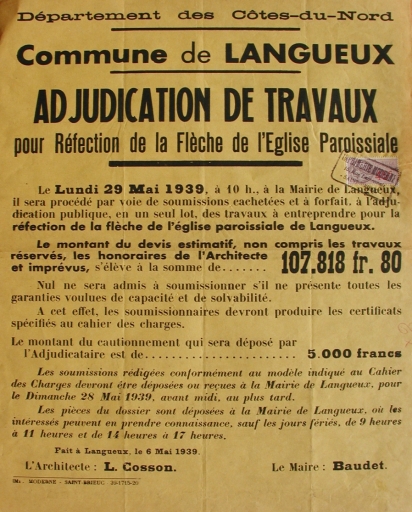 Département des Côtes-du-Nord
Commune de LANGUEUX
ADJUDICATION DE TRAVAUX
pour Réfection de la Flèche de l'Eglise Paroissiale
Le Lundi 29 Mai 1939, à 10 h., à la Mairie de Langueux,
il sera procédé par voie de soumissions cachetées et à forfait, à l'adju-
dication publique, en un seul lot, des travaux à entreprendre pour la
réfection de la flèche de l'église paroissiale de Langueux.
Le montant du devis estimatif, non compris les travaux
réservés, les honoraires de l'Architecte
et imprévus, s'élève à la somme de....... 107.818 fr. 80
Nul ne sera admis à soumissionner s'il ne présente toutes les
garanties voulues de capacité et de solvabilité.
A cet effet, les soumissionnaires devront produire les certificats
spécifiés au cahier des charges.
Le montant du cautionnement qui sera déposé par
l'Adjudicataire est de........................ 5.000 francs
Les soumissions rédigées conformément au modèle indiqué au Cahier
des Charges devront être déposées ou reçues à la Mairie de Langueux, pour
le Dimanche 28 Mai 1939, avant midi, au plus tard.
Les pièces du dossier sont déposées à la Mairie de Langueux, où les
intéressés peuvent en prendre connaissance, sauf les jours fériés, de 9 heures
à 11 heures et de 14 heures à 17 heures.
Fait à Langueux, le 6 Mai 1939.
L'Architecte : L. Cosson. Le Maire : Baudet.
IMP. MODERNE - SAINT-BRIEUC